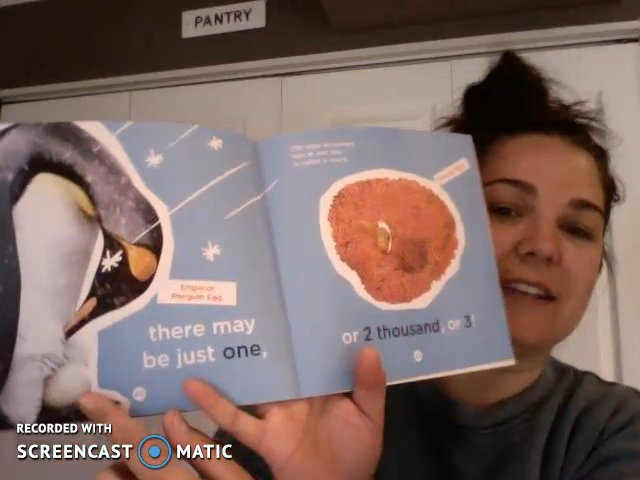 PANTRY
Emperor
Penguin Egg
there may
be just one,
or 2 thousand, or 3!
RECORDED WITH
SCREENCAST MATIC